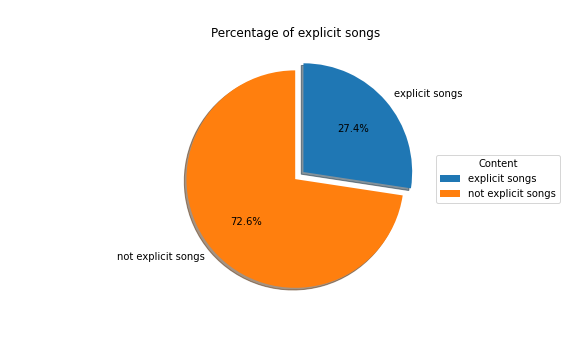 Percentage of explicit songs
explicit songs
27.4%
Content
explicit songs
not explicit songs
72.6%
not explicit songs